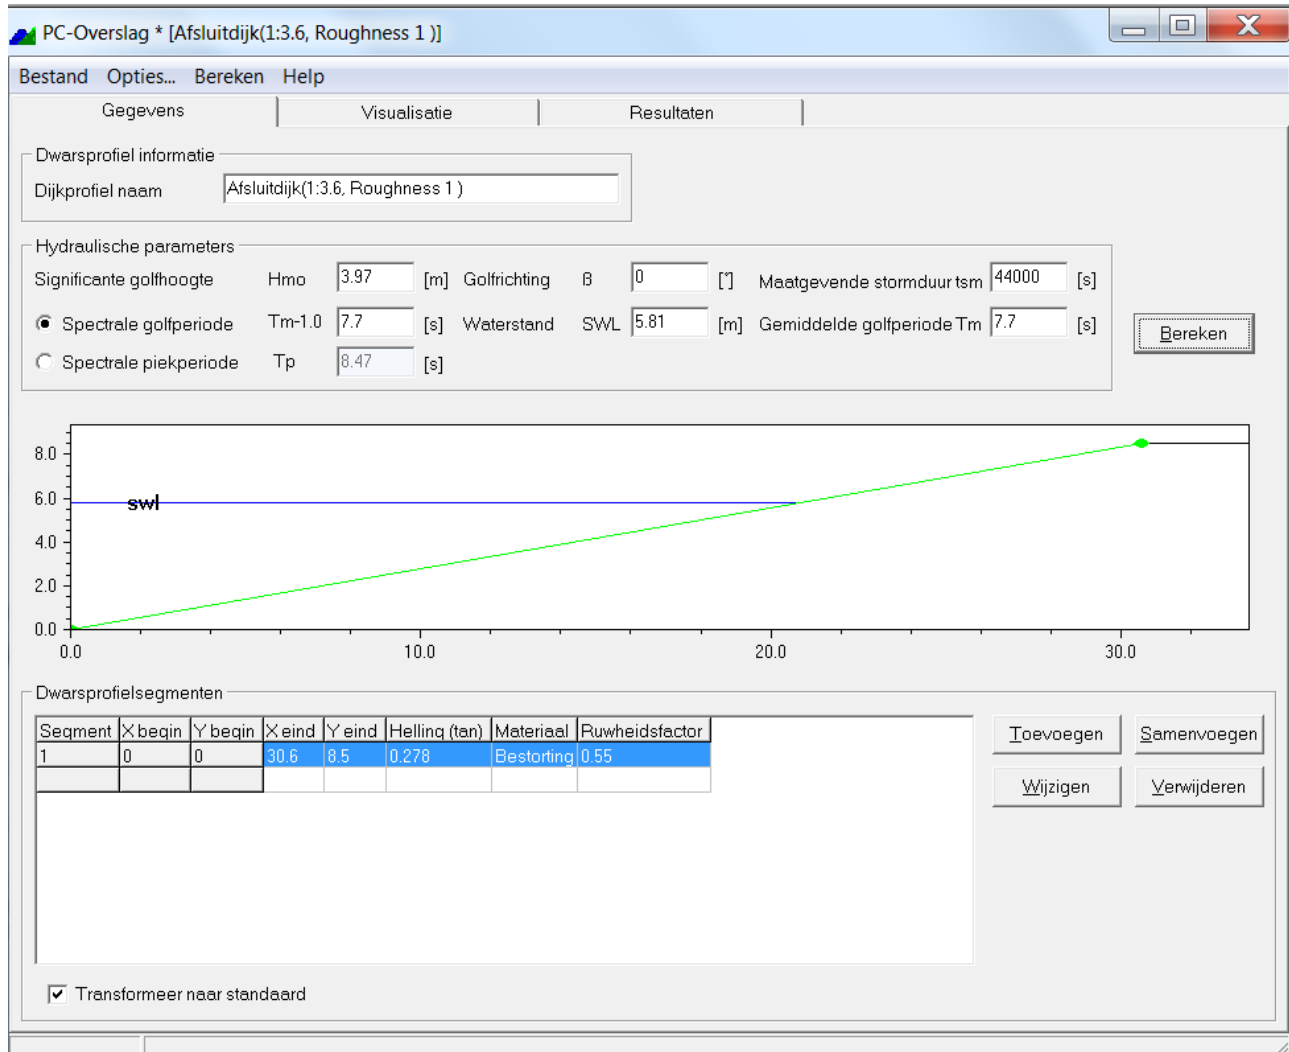 PC-Overslag * [Afsluitdijk(1:3.6, Roughness 1 )]
Bestand Opties... Bereken Help
Gegevens Visualisatie Resultaten
Dwarsprofiel informatie
Dijkprofiel naam Afsluitdijk(1:3.6, Roughness 1 )
Hydraulische parameters
Significante golfhoogte Hmo 3.97 [m] Golfrichting ß 0 [°] Maatgevende stormduur tsm 44000 [s]
Spectrale golfperiode Tm-1.0 7.7 [s] Waterstand SWL 5.81 [m] Gemiddelde golfperiode Tm 7.7 [s]
Bereken
Spectrale piekperiode Tp 8.47 [s]
8.0
6.0
swl
4.0
2.0
0.0
0.0 10.0 20.0 30.0
Dwarsprofielsegmenten
Segment X begin Y begin X eind Y eind Helling (tan) Materiaal Ruwheidsfactor
1 0 0 30.6 8.5 0.278 Bestorting 0.55
Toevoegen Samenvoegen
Wijzigen Verwijderen
Transformeer naar standaard